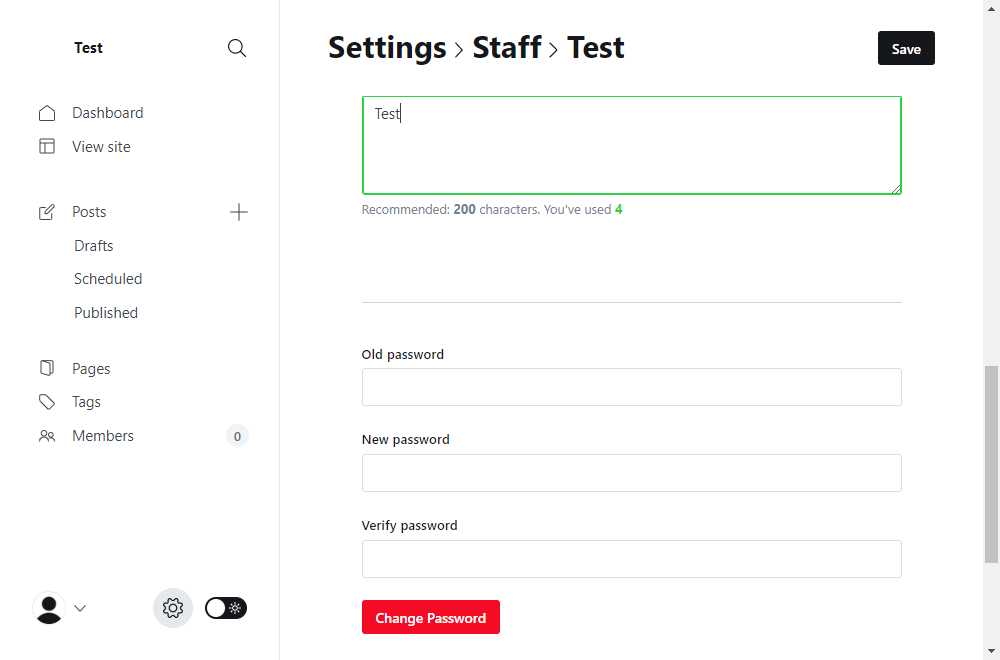 Test
Settings > Staff > Test
Save
Dashboard
View site
Posts
Drafts
Scheduled
Published
Pages
Tags
Members
0
Test
Recommended: 200 characters. You've used 4
Old password
New password
Verify password
Change Password